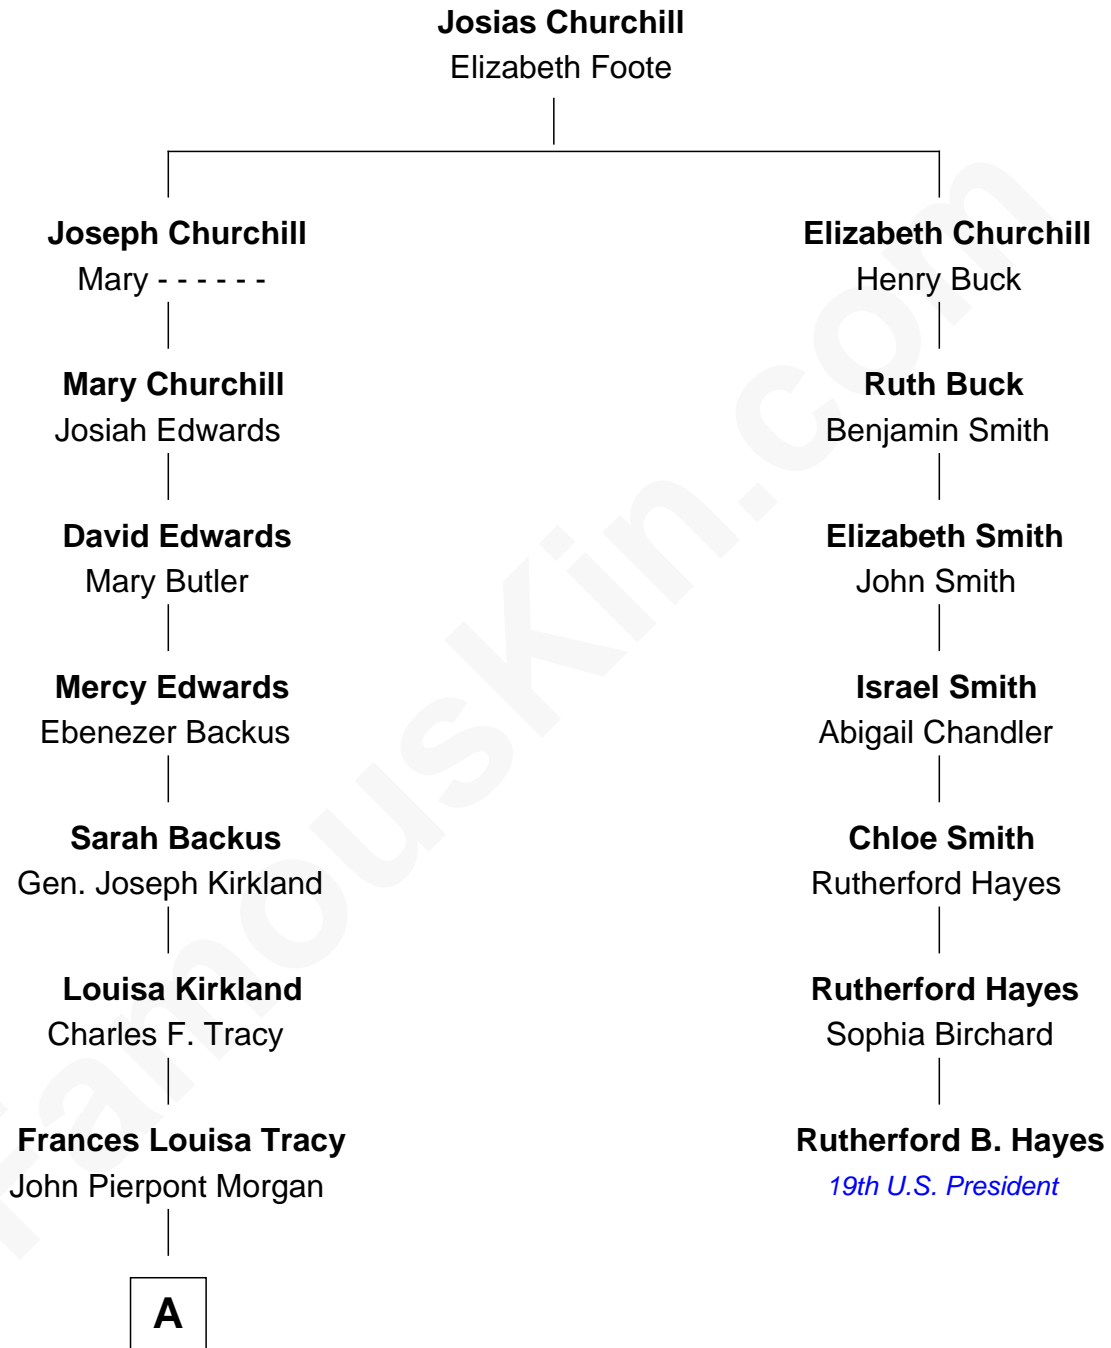 Josias Churchill
Elizabeth Foote
Joseph Churchill
Mary - - - - - -
Elizabeth Churchill
Henry Buck
Mary Churchill
Josiah Edwards
Ruth Buck
Benjamin Smith
David Edwards
Mary Butler
Elizabeth Smith
John Smith
Mercy Edwards
Ebenezer Backus
Israel Smith
Abigail Chandler
Sarah Backus
Gen. Joseph Kirkland
Chloe Smith
Rutherford Hayes
Louisa Kirkland
Charles F. Tracy
Rutherford Hayes
Sophia Birchard
Frances Louisa Tracy
John Pierpont Morgan
Rutherford B. Hayes
19th U.S. President
A
FamousKin.com